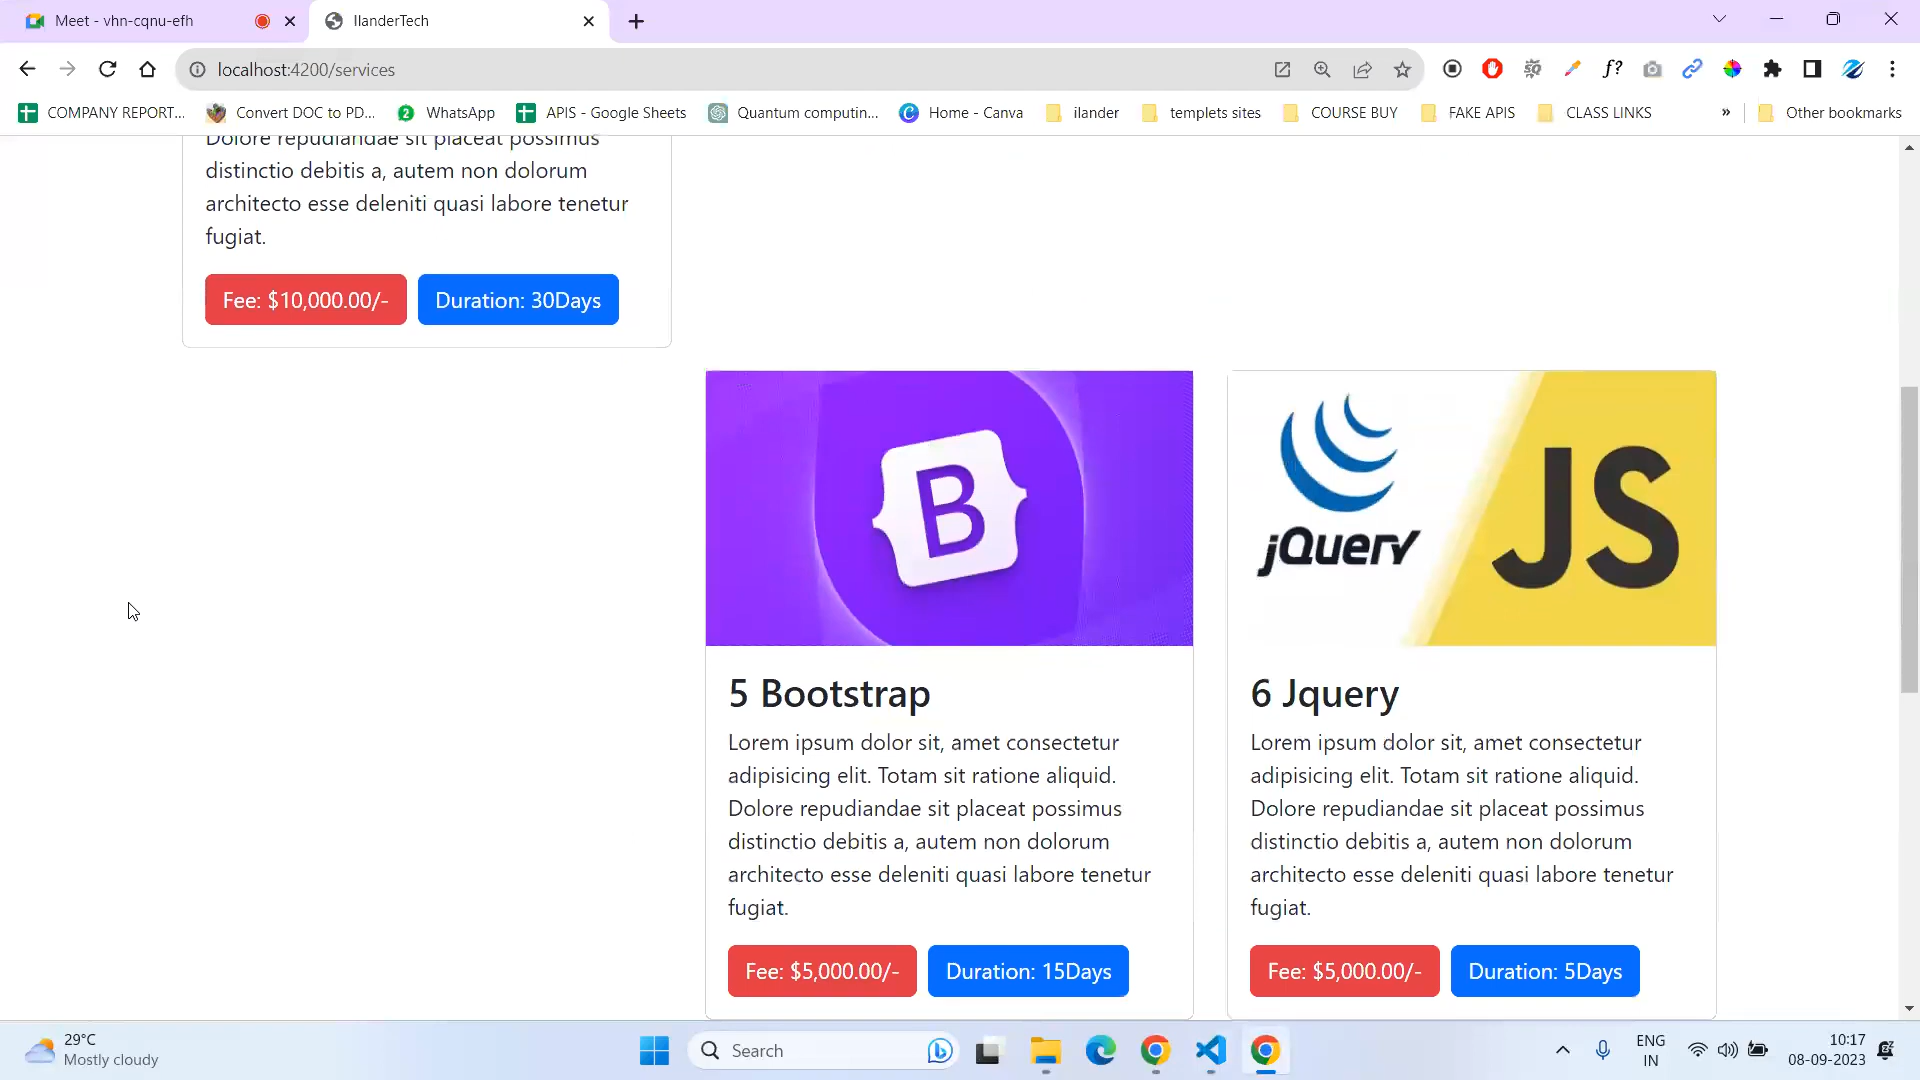 Meet - vhn-cqnu-efh
IlanderTech
localhost:4200/services
COMPANY REPORT...
Convert DOC to PD...
WhatsApp
APIS - Google Sheets
Quantum computin...
Home - Canva
ilander
templets sites
COURSE BUY
FAKE APIS
CLASS LINKS
»
Other bookmarks
Dolore repudiandae sit placeat possimus
distinctio debitis a, autem non dolorum
architecto esse deleniti quasi labore tenetur
fugiat.
Fee: $10,000.00/-
Duration: 30Days
B
jQuery
JS
5 Bootstrap
Lorem ipsum dolor sit, amet consectetur
adipisicing elit. Totam sit ratione aliquid.
Dolore repudiandae sit placeat possimus
distinctio debitis a, autem non dolorum
architecto esse deleniti quasi labore tenetur
fugiat.
Fee: $5,000.00/-
Duration: 15Days
6 Jquery
Lorem ipsum dolor sit, amet consectetur
adipisicing elit. Totam sit ratione aliquid.
Dolore repudiandae sit placeat possimus
distinctio debitis a, autem non dolorum
architecto esse deleniti quasi labore tenetur
fugiat.
Fee: $5,000.00/-
Duration: 5Days
29°C
Mostly cloudy
Search
ENG
IN
10:17
08-09-2023